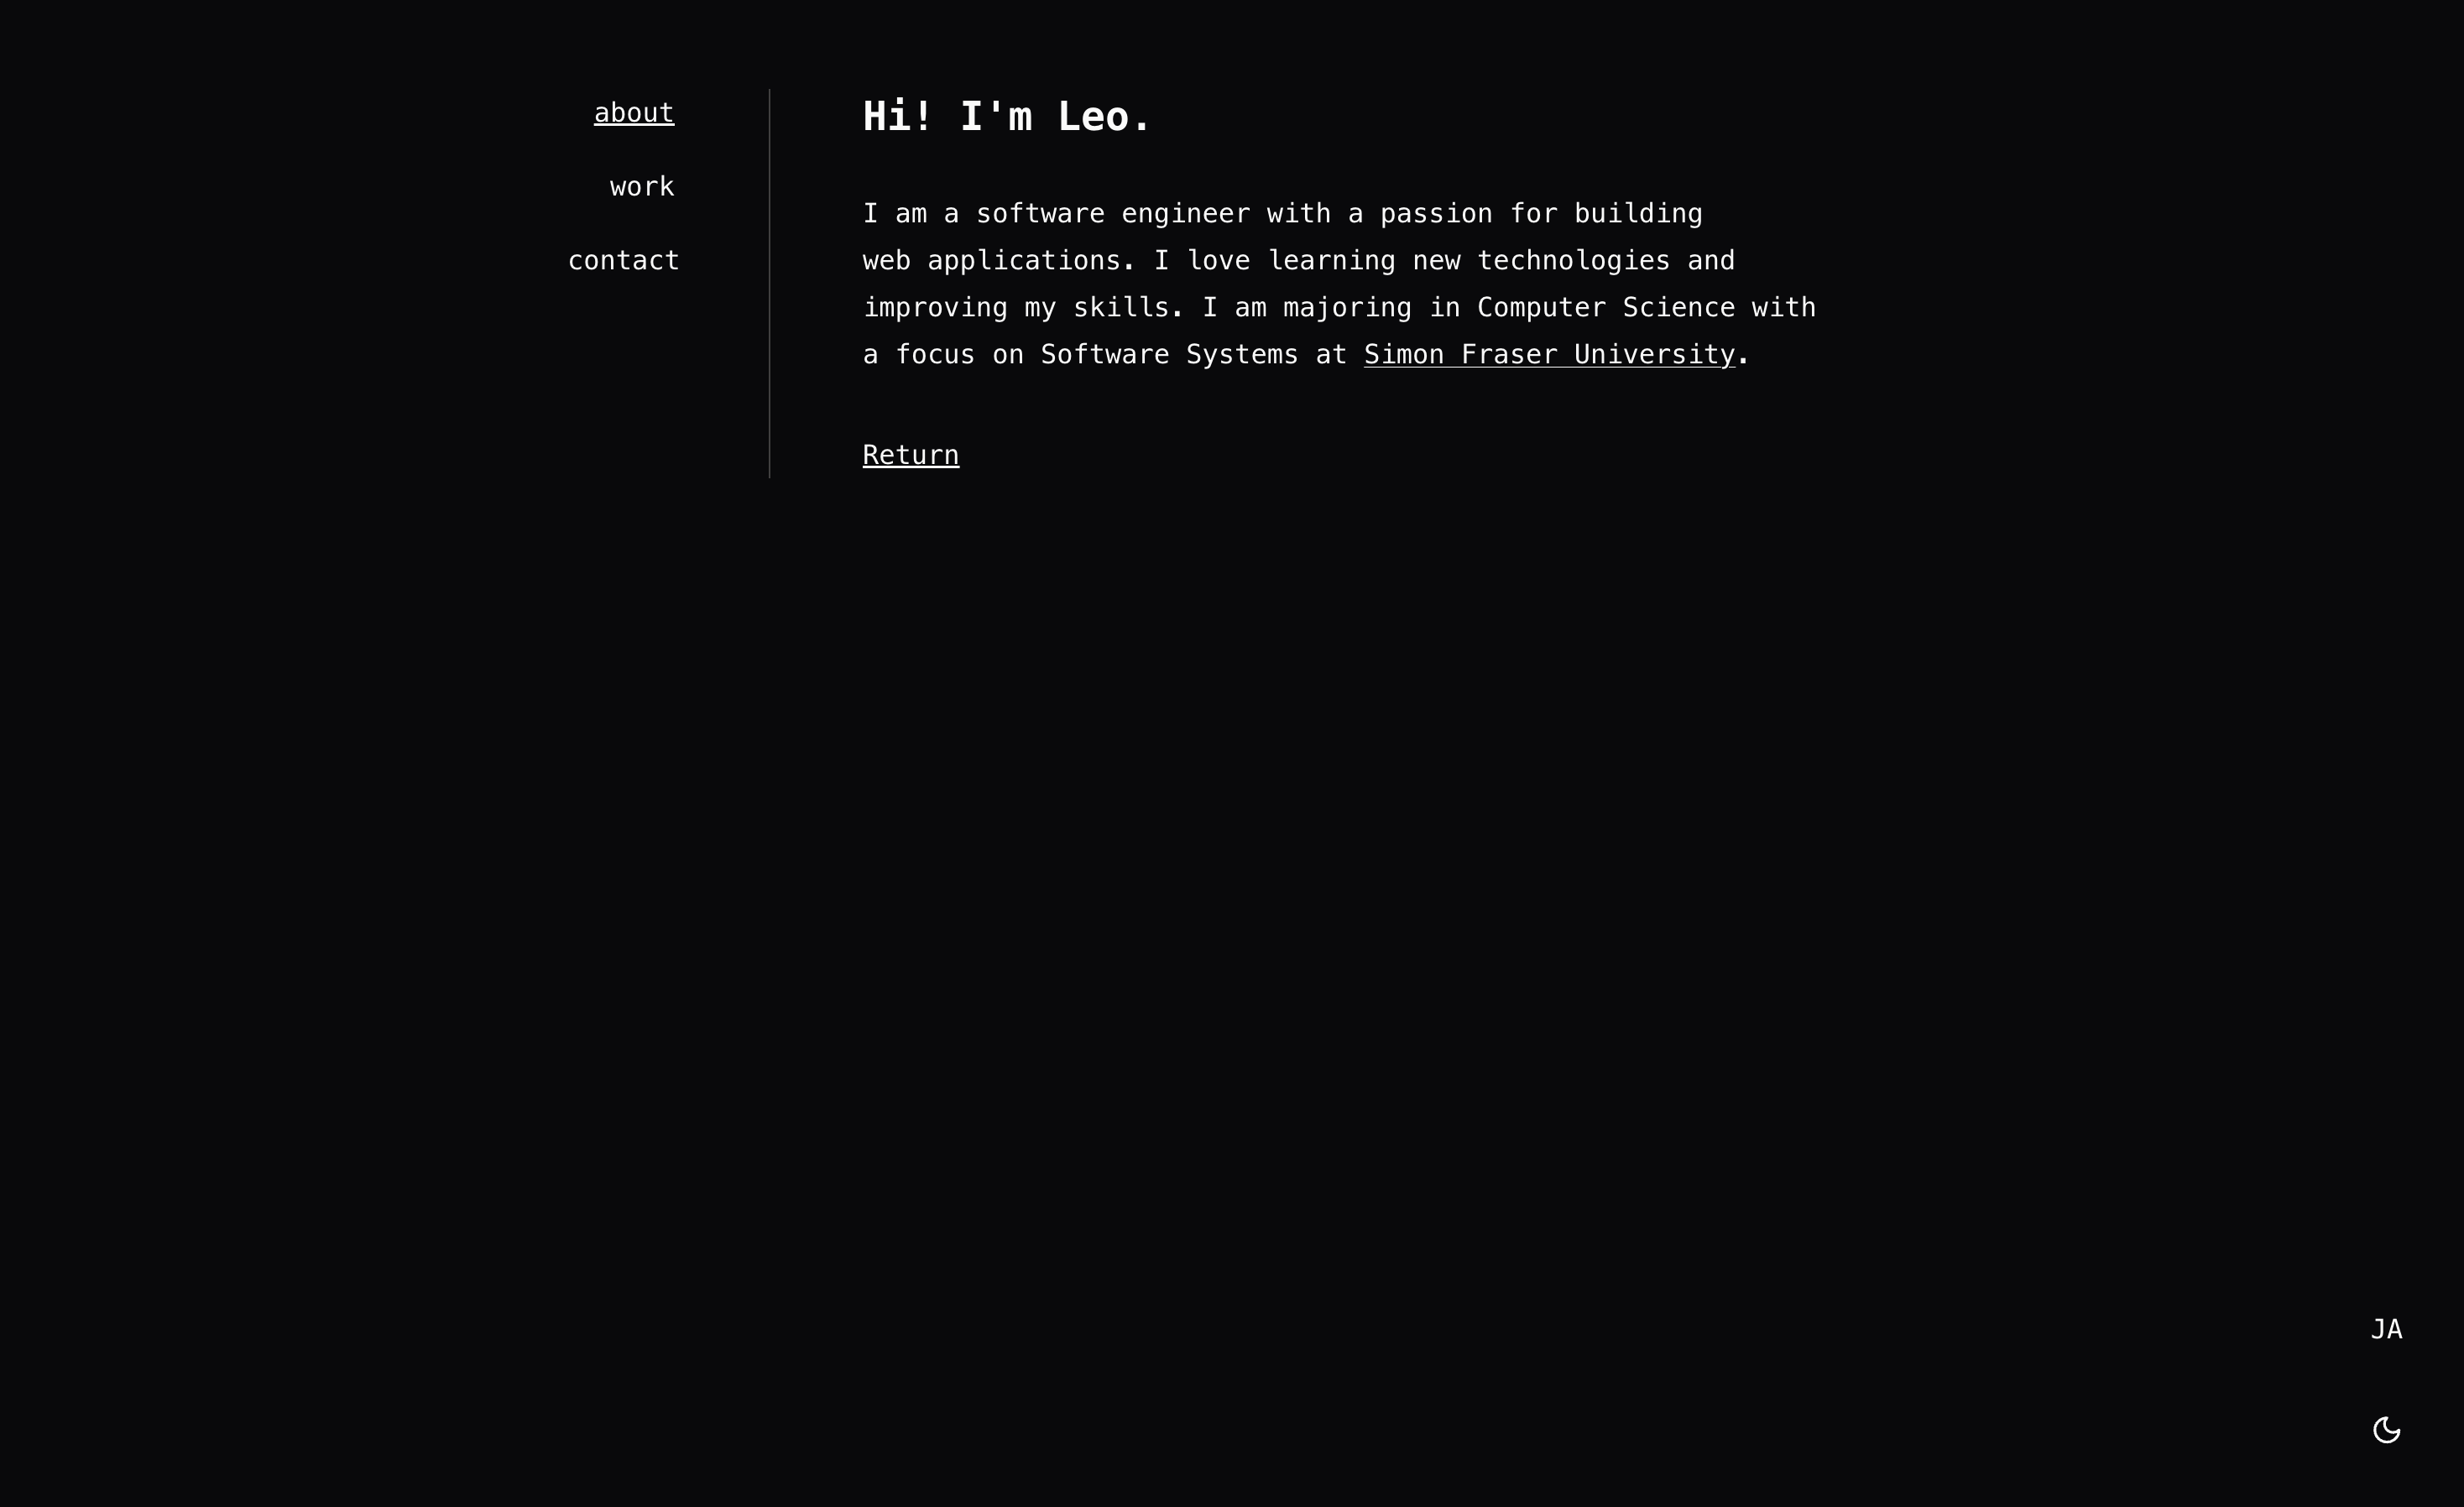 about
work
contact
Hi! I'm Leo.
I am a software engineer with a passion for building
web applications. I love learning new technologies and
improving my skills. I am majoring in Computer Science with
a focus on Software Systems at Simon Fraser University.
Return
JA